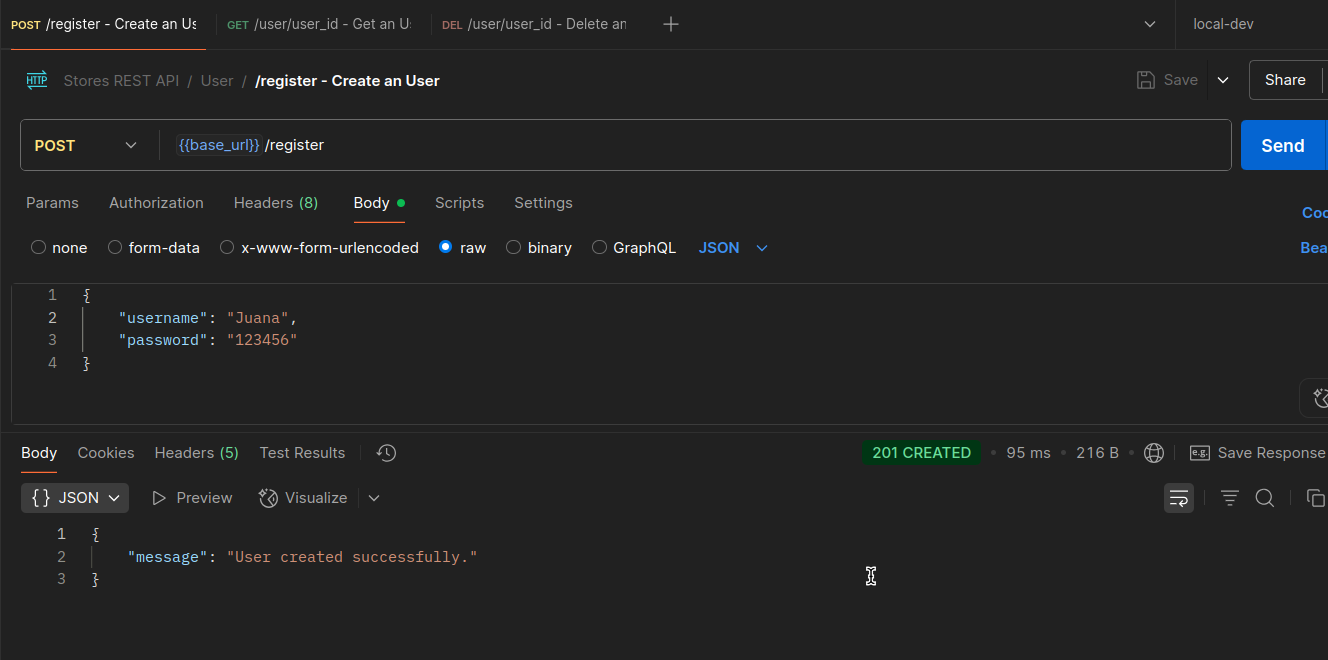 POST /register - Create an Us GET /user/user_id - Get an U DEL /user/user_id - Delete an local-dev
HTTP Stores REST API / User / /register - Create an User Save Share
POST {{base_url}} /register Send
Params Authorization Headers (8) Body Scripts Settings Coo
none form-data x-www-form-urlencoded raw binary GraphQL JSON Bea
1 {
2 "username": "Juana",
3 "password": "123456"
4 }
Body Cookies Headers (5) Test Results 201 CREATED • 95 ms • 216 B • e.g. Save Response
{} JSON Preview Visualize
1 {
2 "message": "User created successfully."
3 }